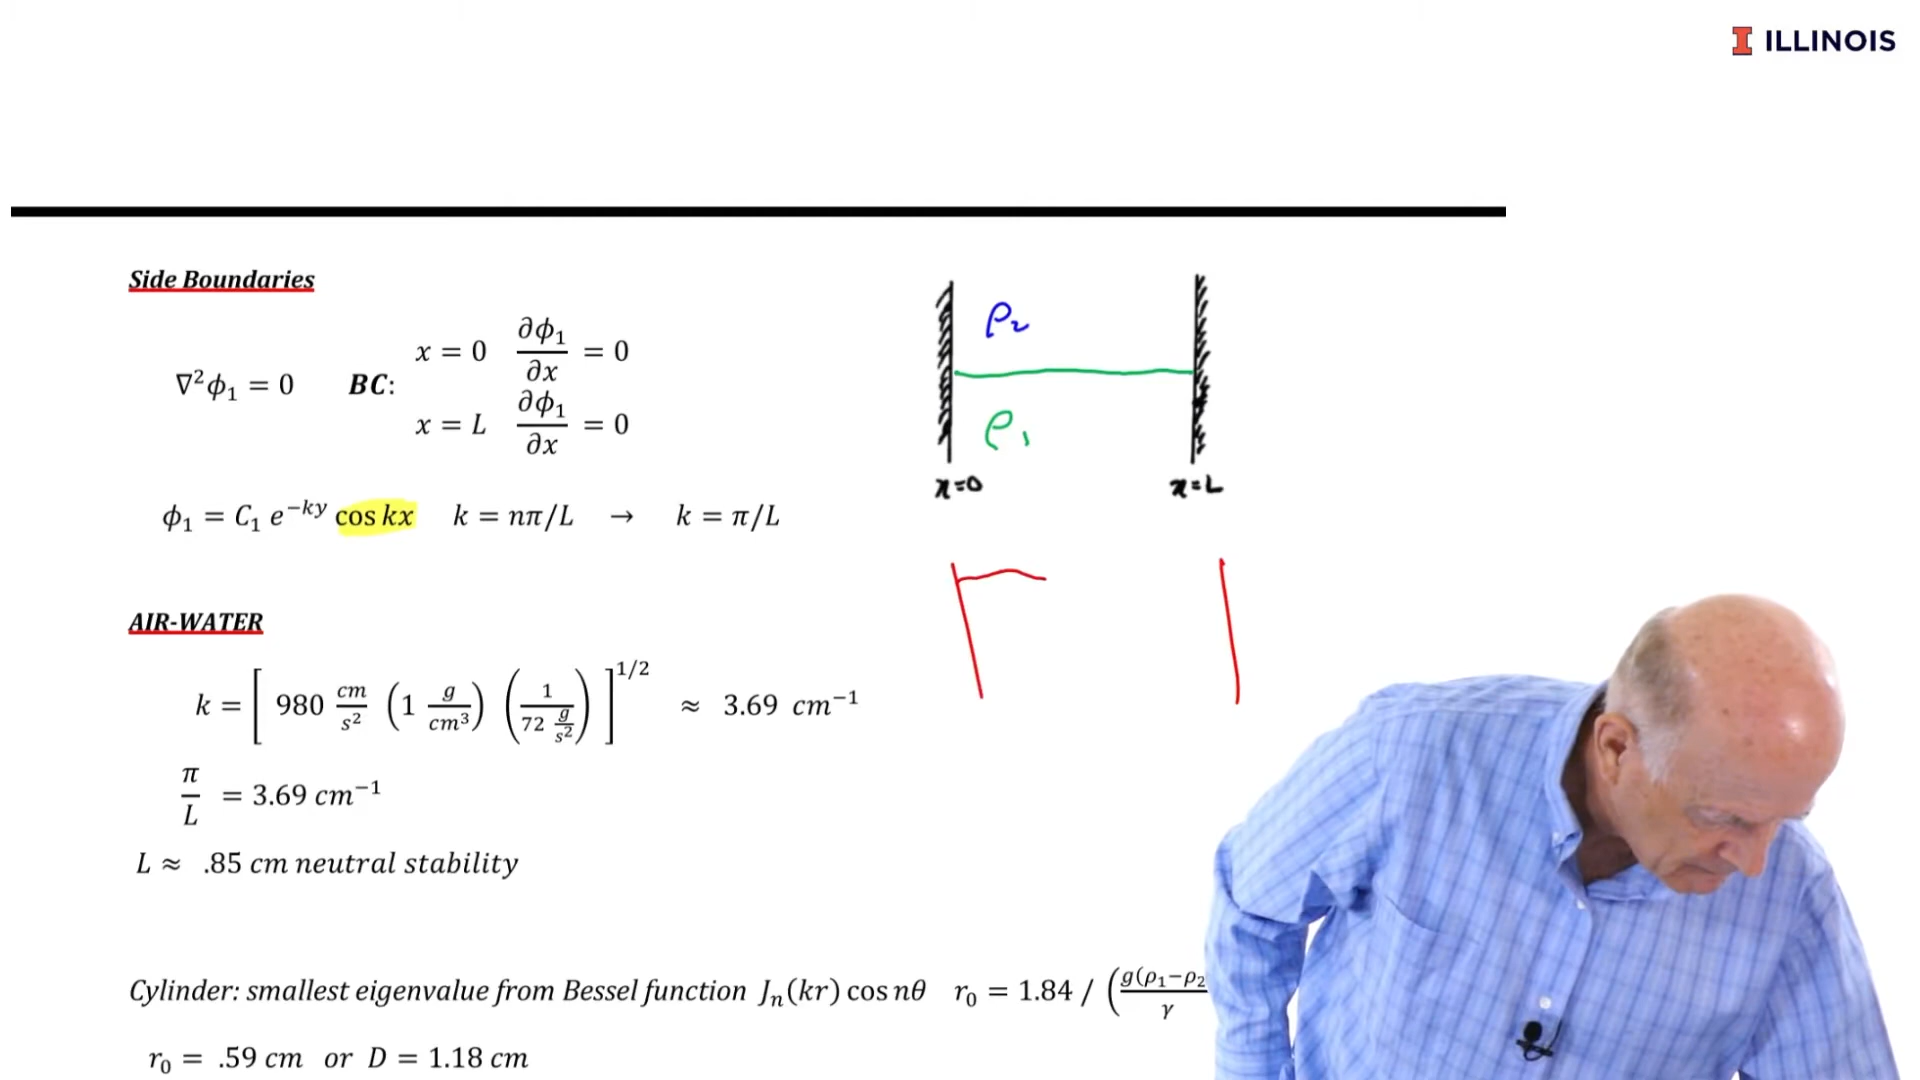 ILLINOIS
Side Boundaries
∇²ϕ₁ = 0 BC: x = 0 ∂ϕ₁/∂x = 0
x = L ∂ϕ₁/∂x = 0
ρ₂
ρ₁
x=0 x=L
ϕ₁ = C₁ e^{−ky} cos kx k = nπ/L → k = π/L
AIR-WATER
k = [ 980 cm/s² (1 g/cm³) (1/(72 g/s²)) ]^{1/2} ≈ 3.69 cm⁻¹
π/L = 3.69 cm⁻¹
L ≈ .85 cm neutral stability
Cylinder: smallest eigenvalue from Bessel function Jₙ(kr) cos nθ r₀ = 1.84 / (g(ρ₁−ρ₂/γ
r₀ = .59 cm or D = 1.18 cm